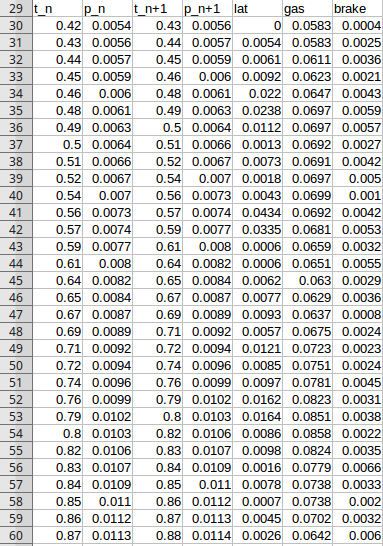 29 t_n p_n t_n+1 p_n+1 lat gas brake
30 0.42 0.0054 0.43 0.0056 0 0.0583 0.0004
31 0.43 0.0056 0.44 0.0057 0.0054 0.0583 0.0025
32 0.44 0.0057 0.45 0.0059 0.0061 0.0611 0.0036
33 0.45 0.0059 0.46 0.006 0.0092 0.0623 0.0021
34 0.46 0.006 0.48 0.0061 0.022 0.0647 0.0043
35 0.48 0.0061 0.49 0.0063 0.0238 0.0697 0.0059
36 0.49 0.0063 0.5 0.0064 0.0112 0.0697 0.0057
37 0.5 0.0064 0.51 0.0066 0.0013 0.0692 0.0027
38 0.51 0.0066 0.52 0.0067 0.0073 0.0691 0.0042
39 0.52 0.0067 0.54 0.007 0.0018 0.0697 0.005
40 0.54 0.007 0.56 0.0073 0.0043 0.0699 0.001
41 0.56 0.0073 0.57 0.0074 0.0434 0.0692 0.0042
42 0.57 0.0074 0.59 0.0077 0.0335 0.0681 0.0053
43 0.59 0.0077 0.61 0.008 0.0006 0.0659 0.0032
44 0.61 0.008 0.64 0.0082 0.0006 0.0651 0.0055
45 0.64 0.0082 0.65 0.0084 0.0062 0.063 0.0029
46 0.65 0.0084 0.67 0.0087 0.0077 0.0629 0.0036
47 0.67 0.0087 0.69 0.0089 0.0093 0.0637 0.0008
48 0.69 0.0089 0.71 0.0092 0.0057 0.0675 0.0024
49 0.71 0.0092 0.72 0.0094 0.0121 0.0723 0.0023
50 0.72 0.0094 0.74 0.0096 0.0085 0.0751 0.0024
51 0.74 0.0096 0.76 0.0099 0.0097 0.0781 0.0045
52 0.76 0.0099 0.79 0.0102 0.0162 0.0823 0.0031
53 0.79 0.0102 0.8 0.0103 0.0164 0.0851 0.0038
54 0.8 0.0103 0.82 0.0106 0.0086 0.0858 0.0022
55 0.82 0.0106 0.83 0.0107 0.0098 0.0824 0.0035
56 0.83 0.0107 0.84 0.0109 0.0016 0.0779 0.0066
57 0.84 0.0109 0.85 0.011 0.0078 0.0738 0.0033
58 0.85 0.011 0.86 0.0112 0.0007 0.0738 0.002
59 0.86 0.0112 0.87 0.0113 0.0045 0.0702 0.0032
60 0.87 0.0113 0.88 0.0114 0.0026 0.0642 0.006